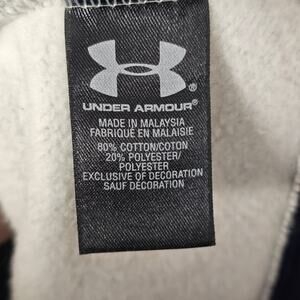 UNDER ARMOUR®
MADE IN MALAYSIA
FABRIQUÉ EN MALAISIE
80% COTTON/COTON
20% POLYESTER/
POLYESTER
EXCLUSIVE OF DECORATION
SAUF DÉCORATION